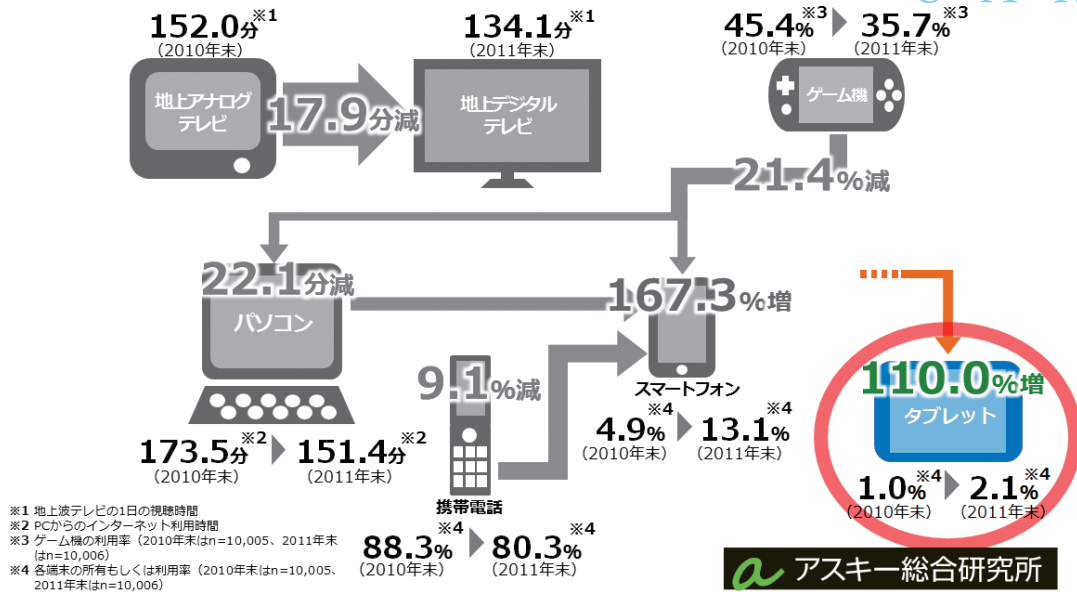 152.0分※1
(2010年末)
134.1分※1
(2011年末)
45.4%※3
(2010年末)
35.7%※3
(2011年末)
地上アナログ
テレビ
17.9分減
地上デジタル
テレビ
ゲーム機
21.4%減
22.1分減
パソコン
167.3%増
スマートフォン
4.9%※4
(2010年末)
13.1%※4
(2011年末)
9.1%減
携帯電話
173.5分※2
(2010年末)
151.4分※2
(2011年末)
88.3%※4
(2010年末)
80.3%※4
(2011年末)
110.0%増
タブレット
1.0%※4
(2010年末)
2.1%※4
(2011年末)
※1 地上波テレビの1日の視聴時間
※2 PCからのインターネット利用時間
※3 ゲーム機の利用率(2010年末はn=10,005、2011年末
はn=10,006)
※4 各端末の所有もしくは利用率(2010年末はn=10,005、
2011年末はn=10,006)
a アスキー総合研究所